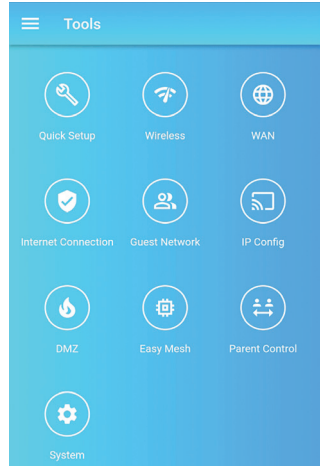 Tools
Quick Setup
Wireless
WAN
Internet Connection
Guest Network
IP Config
DMZ
Easy Mesh
Parent Control
System